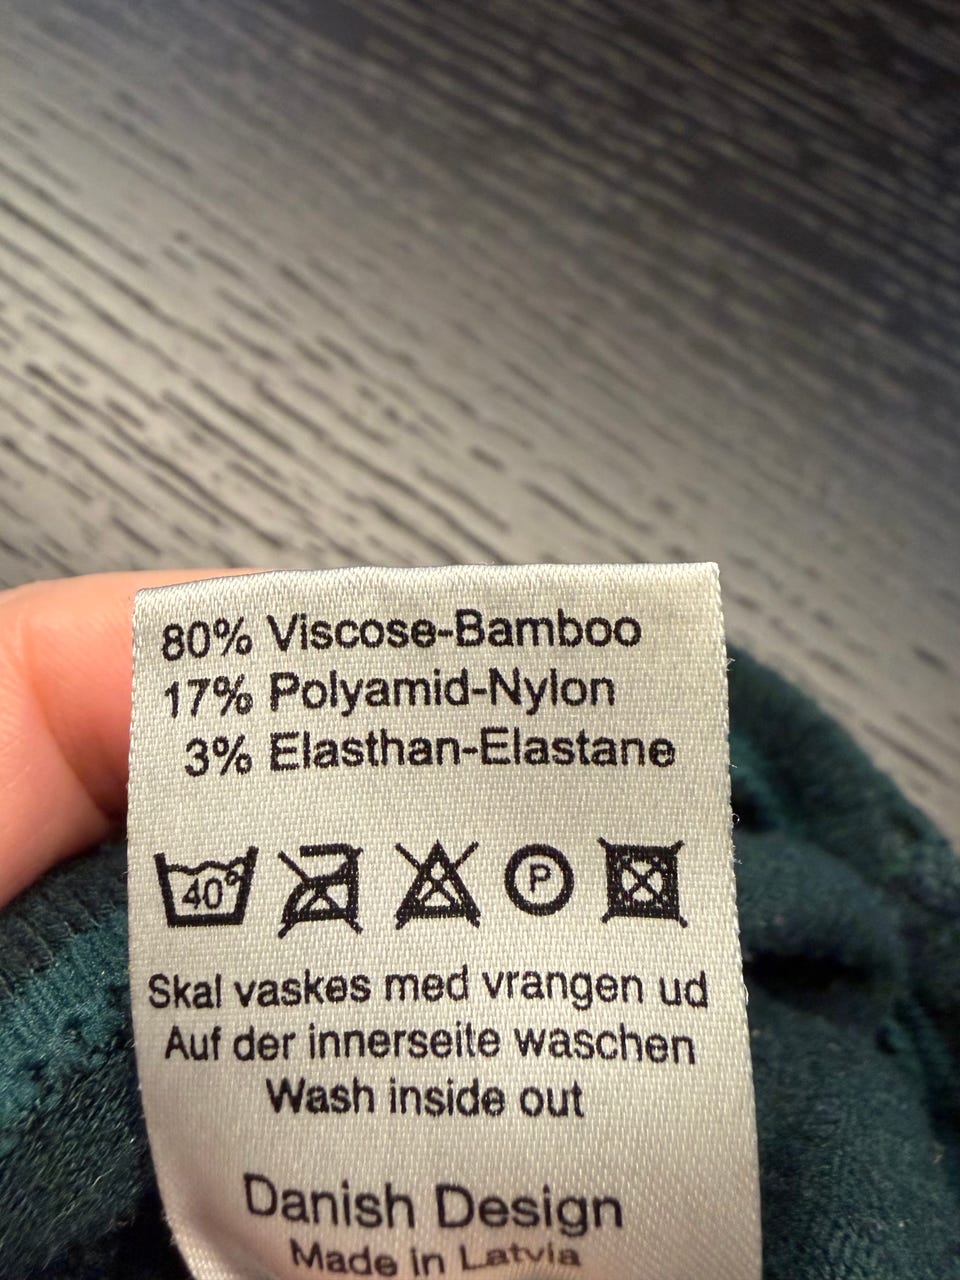 80% Viscose-Bamboo
17% Polyamid-Nylon
3% Elasthan-Elastane
40° P
Skal vaskes med vrangen ud
Auf der innerseite waschen
Wash inside out
Danish Design
Made in Latvia